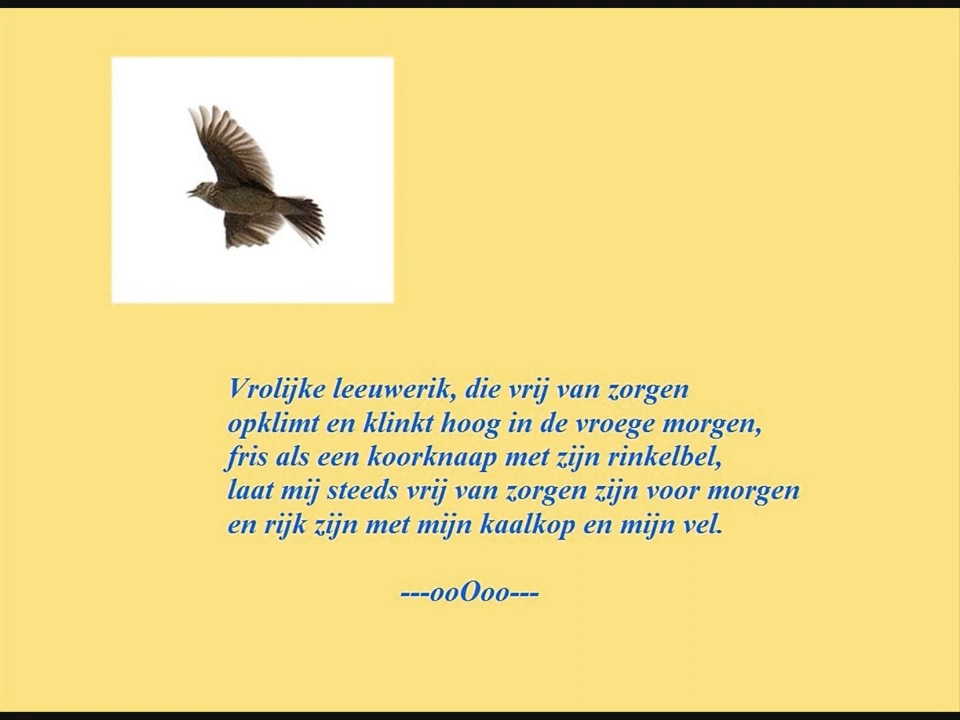 Vrolijke leeuwerik, die vrij van zorgen
opklimt en klinkt hoog in de vroege morgen,
fris als een koorknaap met zijn rinkelbel,
laat mij steeds vrij van zorgen zijn voor morgen
en rijk zijn met mijn kaalkop en mijn vel.
---ooOoo---